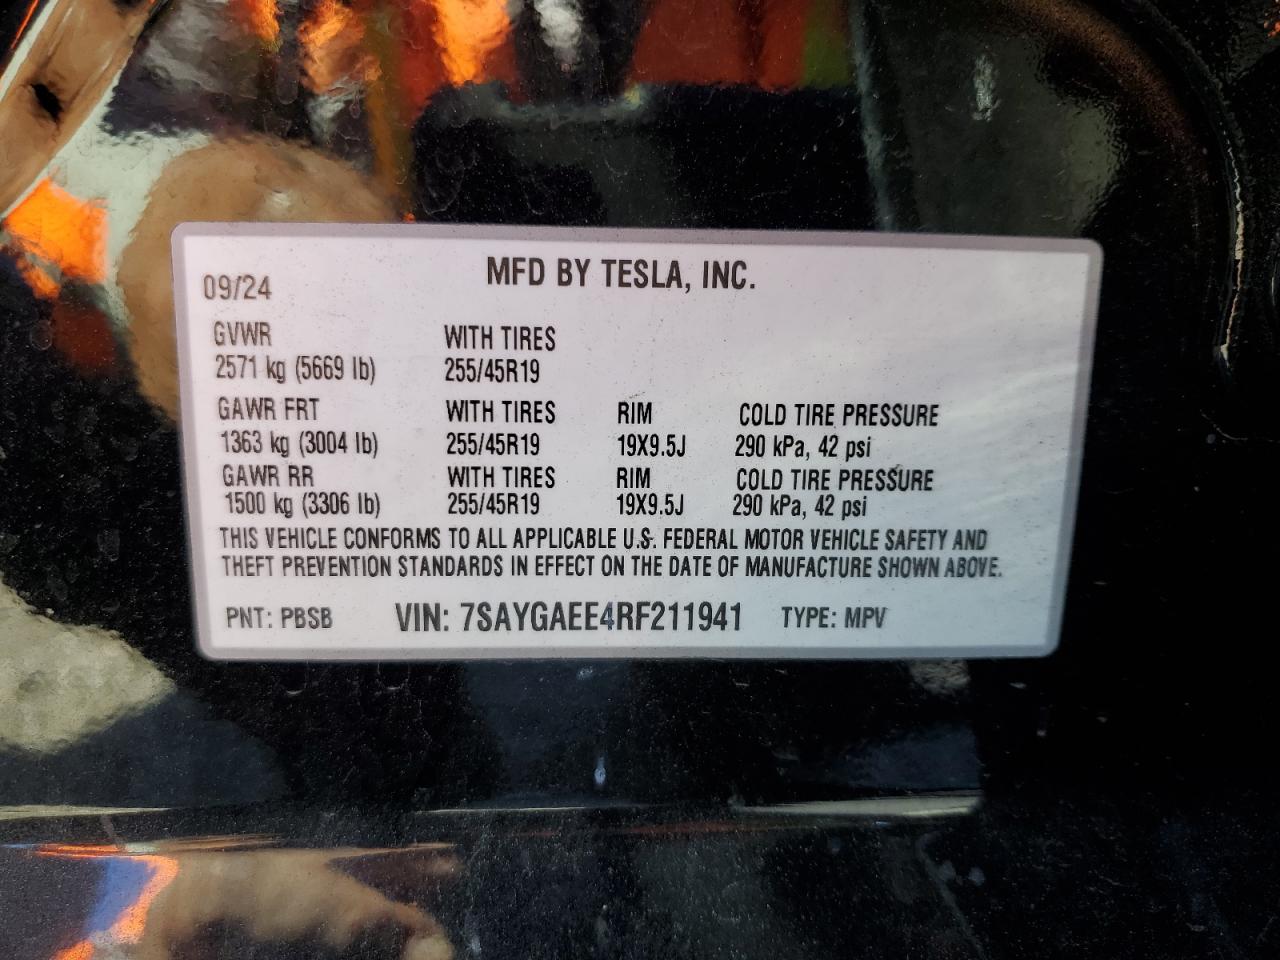 09/24 MFD BY TESLA, INC.
GVWR WITH TIRES
2571 kg (5669 lb) 255/45R19
GAWR FRT WITH TIRES RIM COLD TIRE PRESSURE
1363 kg (3004 lb) 255/45R19 19X9.5J 290 kPa, 42 psi
GAWR RR WITH TIRES RIM COLD TIRE PRESSURE
1500 kg (3306 lb) 255/45R19 19X9.5J 290 kPa, 42 psi
THIS VEHICLE CONFORMS TO ALL APPLICABLE U.S. FEDERAL MOTOR VEHICLE SAFETY AND
THEFT PREVENTION STANDARDS IN EFFECT ON THE DATE OF MANUFACTURE SHOWN ABOVE.
PNT: PBSB VIN: 7SAYGAEE4RF211941 TYPE: MPV